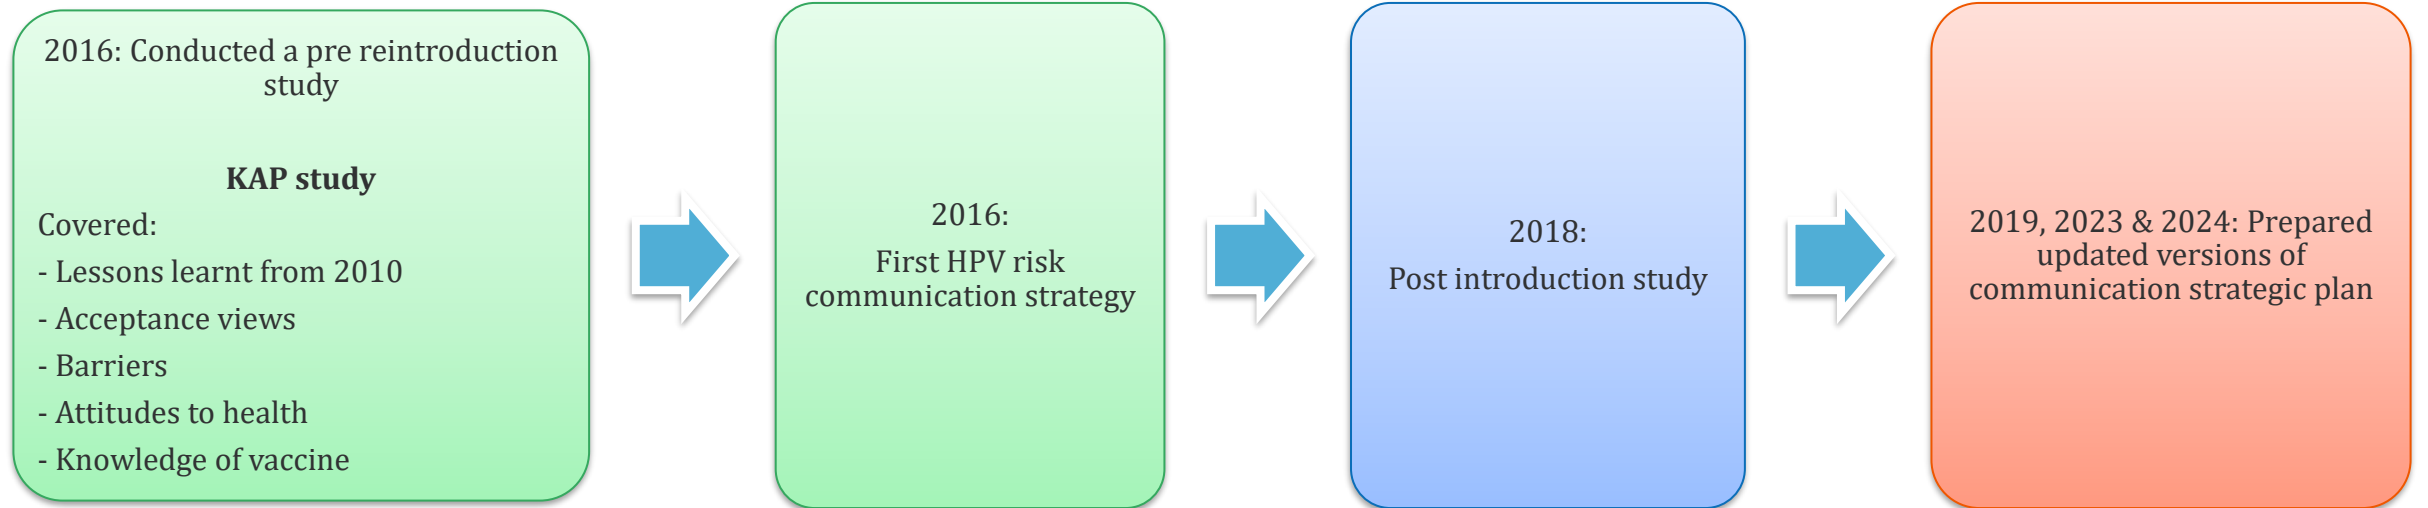 2016: Conducted a pre reintroduction
study
KAP study
Covered:
- Lessons learnt from 2010
- Acceptance views
- Barriers
- Attitudes to health
- Knowledge of vaccine
2016:
First HPV risk
communication strategy
2018:
Post introduction study
2019, 2023 & 2024: Prepared
updated versions of
communication strategic plan